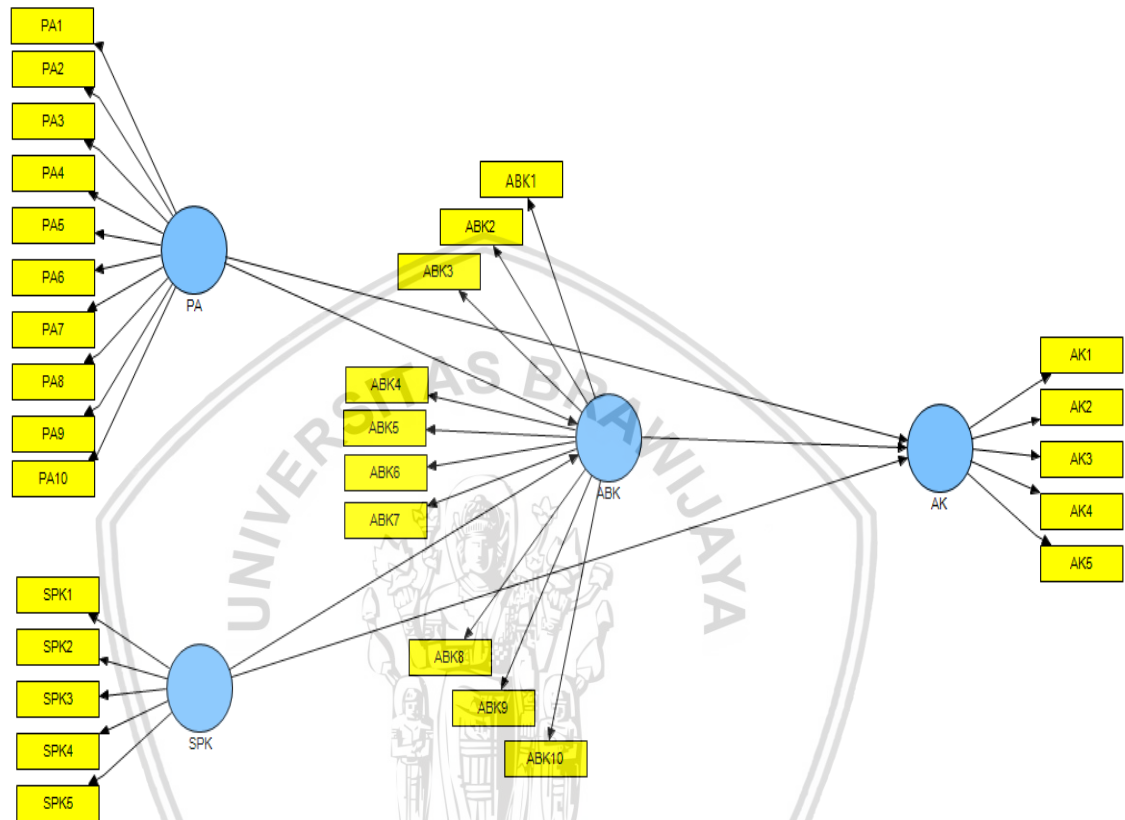 PA1
PA2
PA3
PA4
PA5
PA6
PA7
PA8
PA9
PA10
PA
ABK1
ABK2
ABK3
ABK4
ABK5
ABK6
ABK7
ABK
ABK8
ABK9
ABK10
AK1
AK2
AK3
AK4
AK5
AK
SPK1
SPK2
SPK3
SPK4
SPK5
SPK
UNIVERSITAS BRAWIJAYA